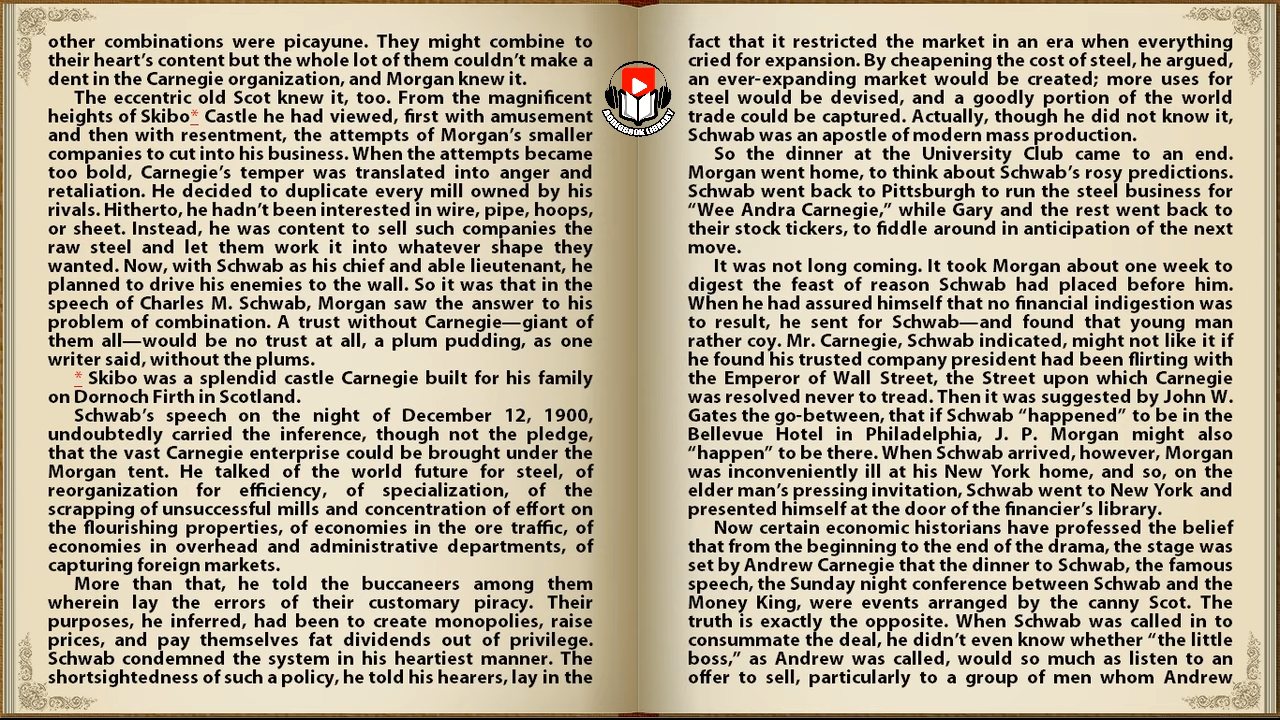 other combinations were picayune. They might combine to
their heart's content but the whole lot of them couldn't make a
dent in the Carnegie organization, and Morgan knew it.
The eccentric old Scot knew it, too. From the magnificent
heights of Skibo* Castle he had viewed, first with amusement
and then with resentment, the attempts of Morgan's smaller
companies to cut into his business. When the attempts became
too bold, Carnegie's temper was translated into anger and
retaliation. He decided to duplicate every mill owned by his
rivals. Hitherto, he hadn't been interested in wire, pipe, hoops,
or sheet. Instead, he was content to sell such companies the
raw steel and let them work it into whatever shape they
wanted. Now, with Schwab as his chief and able lieutenant, he
planned to drive his enemies to the wall. So it was that in the
speech of Charles M. Schwab, Morgan saw the answer to his
problem of combination. A trust without Carnegie—giant of
them all—would be no trust at all, a plum pudding, as one
writer said, without the plums.
* Skibo was a splendid castle Carnegie built for his family
on Dornoch Firth in Scotland.
Schwab's speech on the night of December 12, 1900,
undoubtedly carried the inference, though not the pledge,
that the vast Carnegie enterprise could be brought under the
Morgan tent. He talked of the world future for steel, of
reorganization for efficiency, of specialization, of the
scrapping of unsuccessful mills and concentration of effort on
the flourishing properties, of economies in the ore traffic, of
economies in overhead and administrative departments, of
capturing foreign markets.
More than that, he told the buccaneers among them
wherein lay the errors of their customary piracy. Their
purposes, he inferred, had been to create monopolies, raise
prices, and pay themselves fat dividends out of privilege.
Schwab condemned the system in his heartiest manner. The
shortsightedness of such a policy, he told his hearers, lay in the
AUDIOBOOK LIBRARY
fact that it restricted the market in an era when everything
cried for expansion. By cheapening the cost of steel, he argued,
an ever-expanding market would be created; more uses for
steel would be devised, and a goodly portion of the world
trade could be captured. Actually, though he did not know it,
Schwab was an apostle of modern mass production.
So the dinner at the University Club came to an end.
Morgan went home, to think about Schwab's rosy predictions.
Schwab went back to Pittsburgh to run the steel business for
“Wee Andra Carnegie,” while Gary and the rest went back to
their stock tickers, to fiddle around in anticipation of the next
move.
It was not long coming. It took Morgan about one week to
digest the feast of reason Schwab had placed before him.
When he had assured himself that no financial indigestion was
to result, he sent for Schwab—and found that young man
rather coy. Mr. Carnegie, Schwab indicated, might not like it if
he found his trusted company president had been flirting with
the Emperor of Wall Street, the Street upon which Carnegie
was resolved never to tread. Then it was suggested by John W.
Gates the go-between, that if Schwab “happened” to be in the
Bellevue Hotel in Philadelphia, J. P. Morgan might also
“happen” to be there. When Schwab arrived, however, Morgan
was inconveniently ill at his New York home, and so, on the
elder man's pressing invitation, Schwab went to New York and
presented himself at the door of the financier's library.
Now certain economic historians have professed the belief
that from the beginning to the end of the drama, the stage was
set by Andrew Carnegie that the dinner to Schwab, the famous
speech, the Sunday night conference between Schwab and the
Money King, were events arranged by the canny Scot. The
truth is exactly the opposite. When Schwab was called in to
consummate the deal, he didn't even know whether “the little
boss,” as Andrew was called, would so much as listen to an
offer to sell, particularly to a group of men whom Andrew